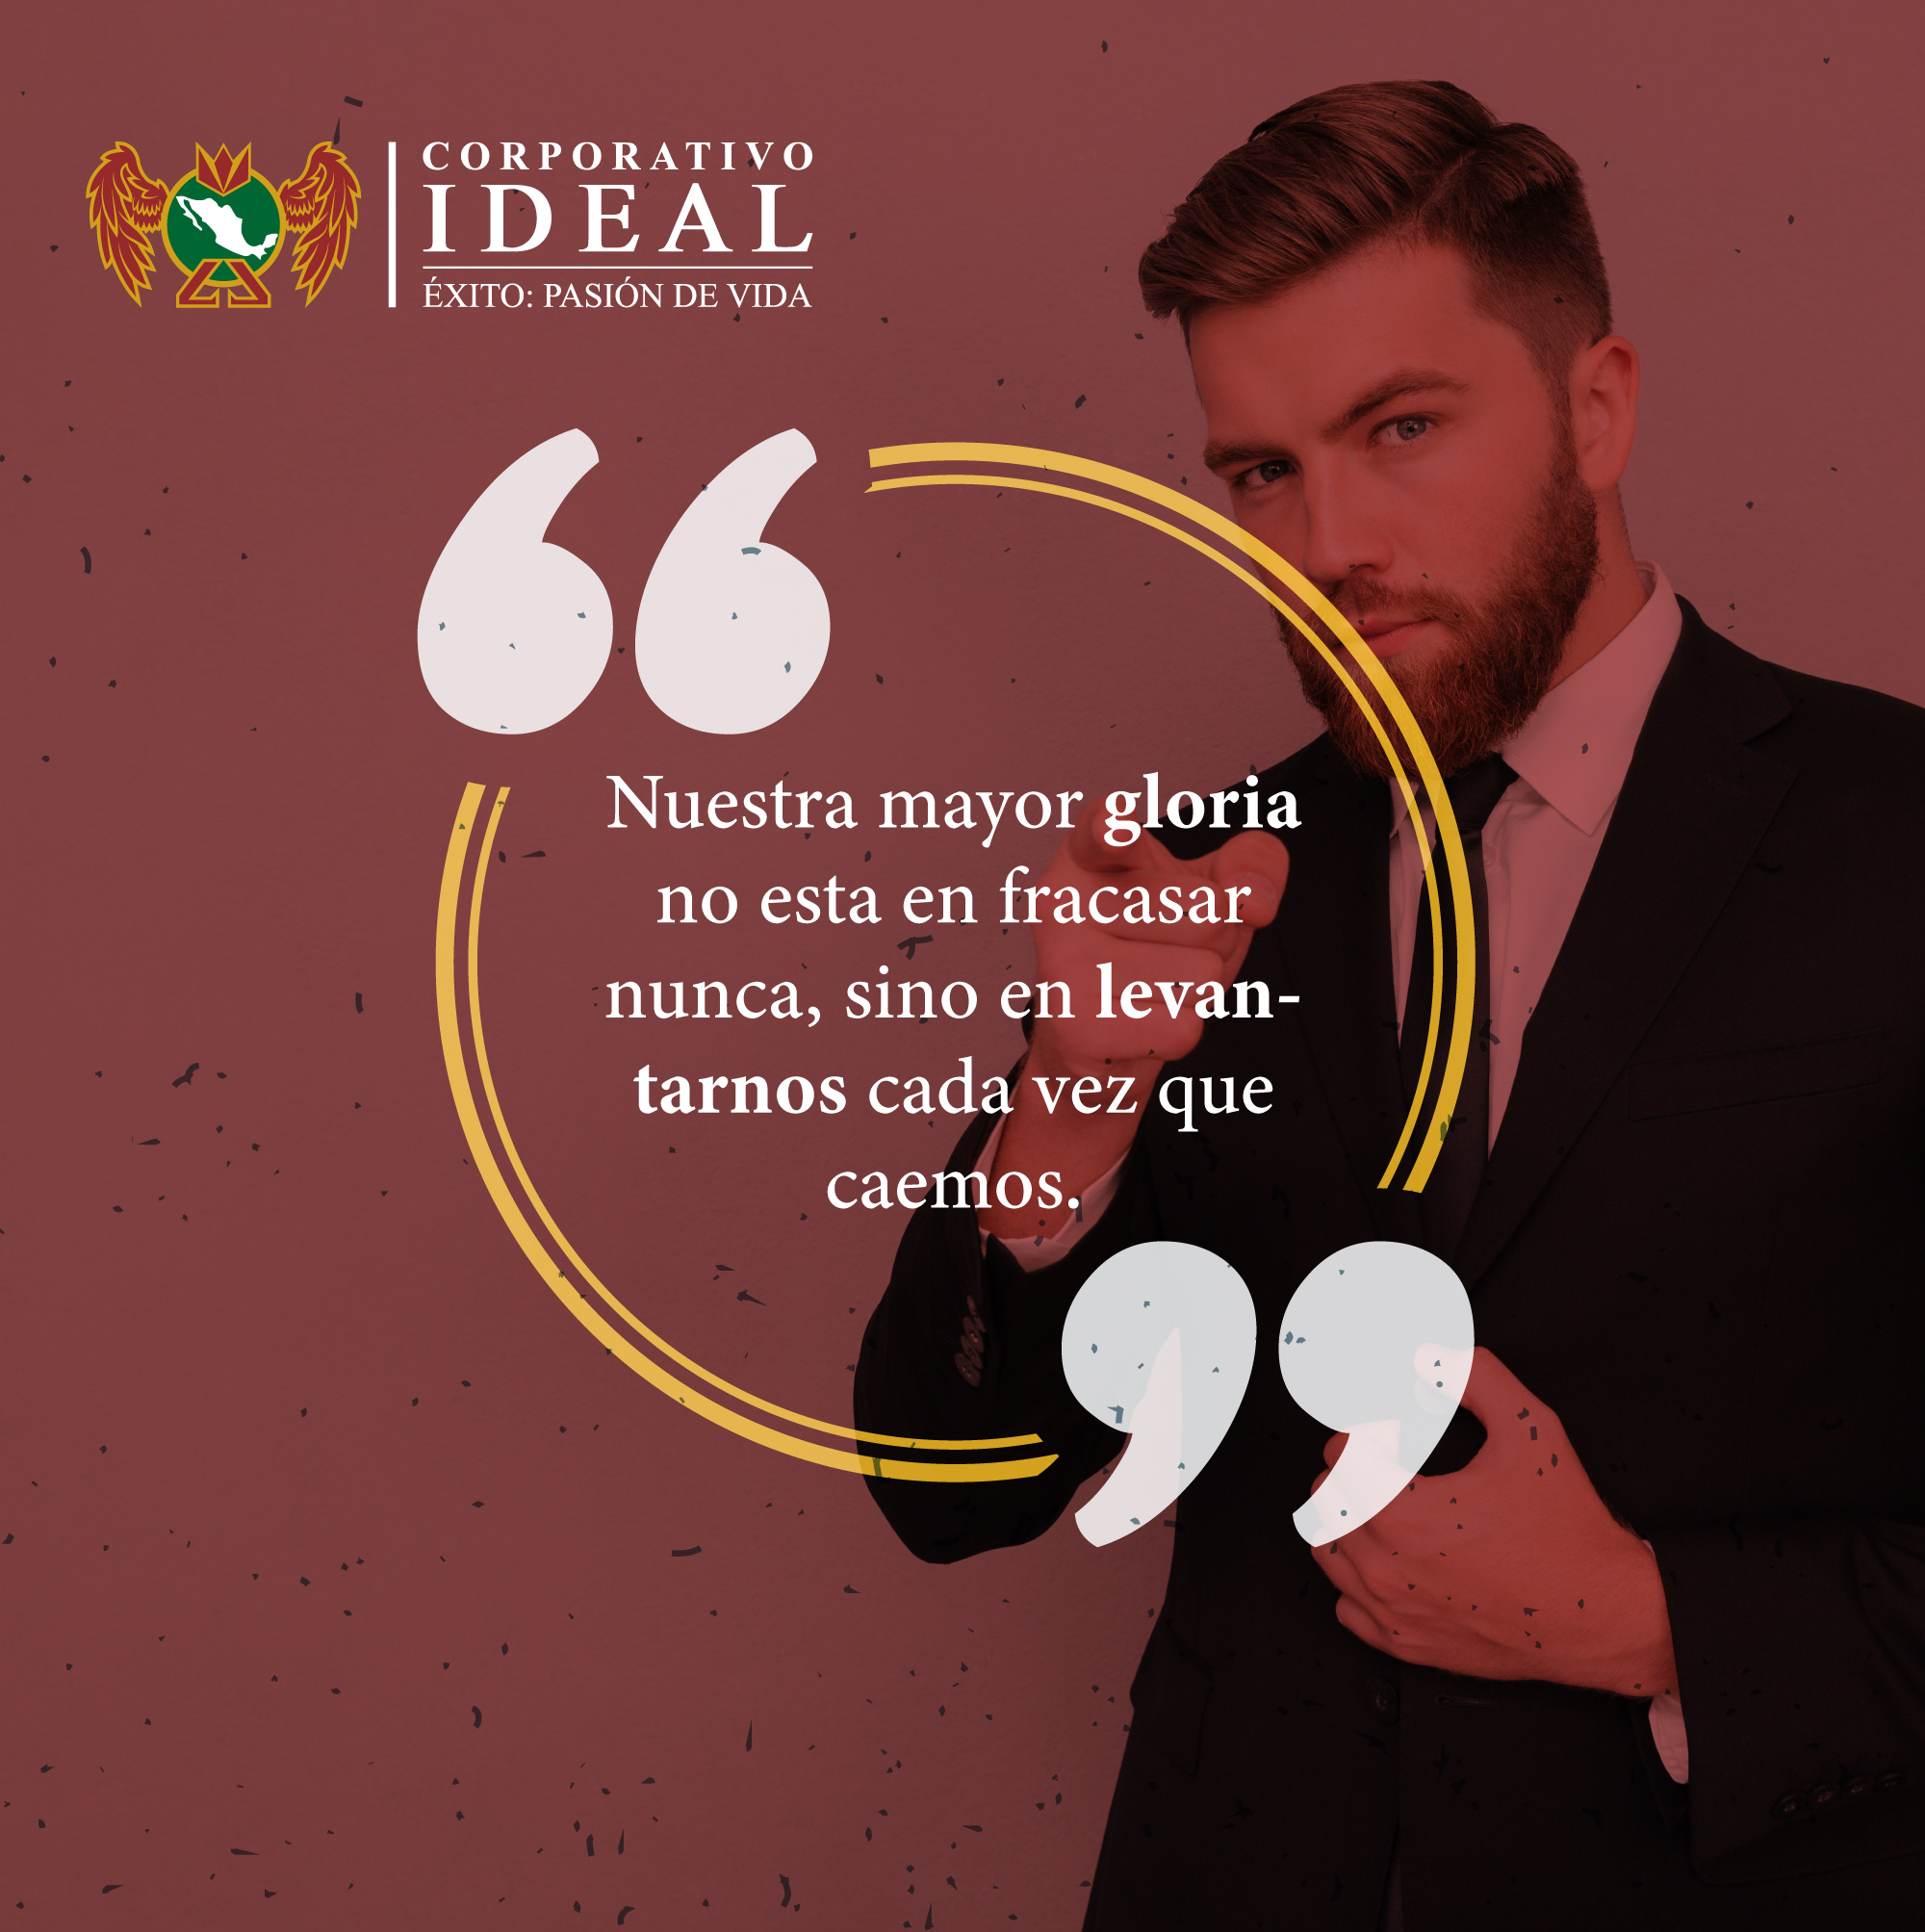 CORPORATIVO
IDEAL
ÉXITO: PASIÓN DE VIDA
“
Nuestra mayor gloria
no esta en fracasar
nunca, sino en levan-
tarnos cada vez que
caemos.
”